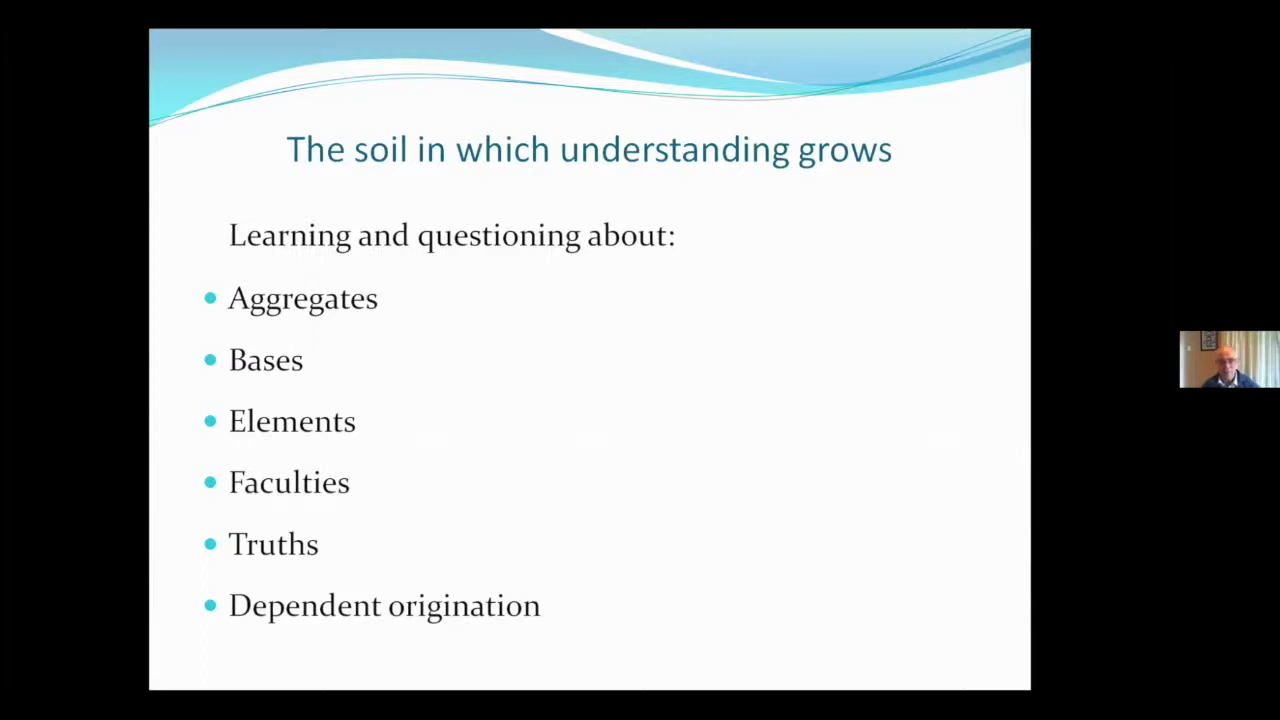 The soil in which understanding grows
Learning and questioning about:
Aggregates
Bases
Elements
Faculties
Truths
Dependent origination